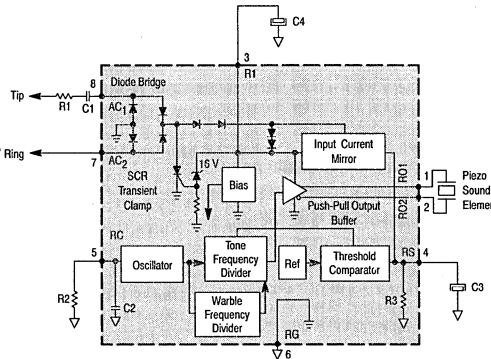 C4
3
R1
8
Diode Bridge
Tip
R1
C1
AC1
Ring
7
AC2
16 V
Input Current
Mirror
SCR
Transient
Clamp
Bias
RO1
RO2
1
2
Piezo
Sound
Elemen
Push-Pull Output
Buffer
5
RC
Oscillator
Tone
Frequency
Divider
Ref
Threshold
Comparator
RS
4
R2
C2
Warble
Frequency
Divider
RG
R3
C3
6